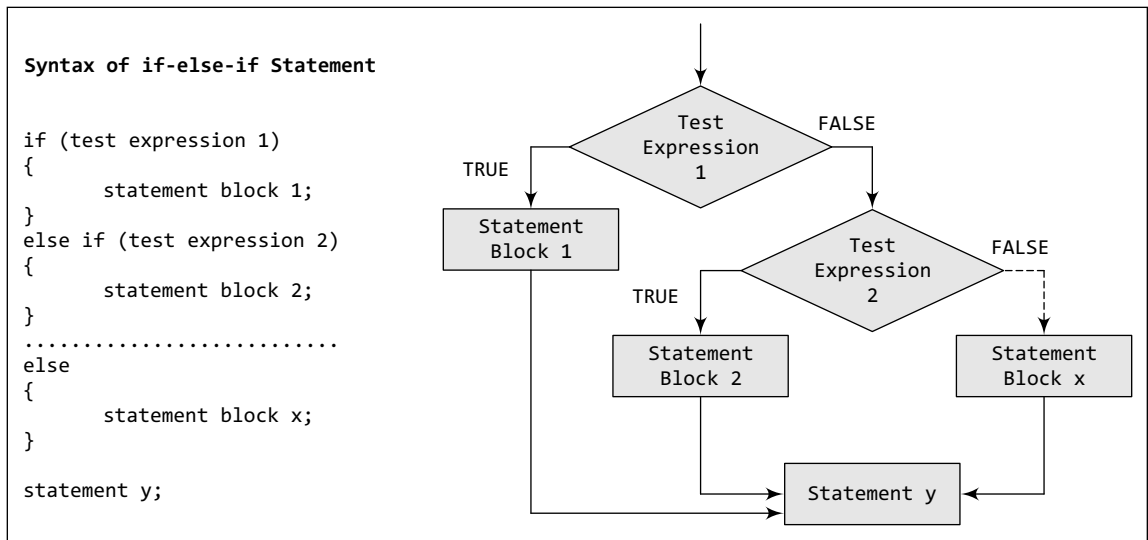 Syntax of if-else-if Statement
if (test expression 1)
{
statement block 1;
}
else if (test expression 2)
{
statement block 2;
}
...........................
else
{
statement block x;
}
statement y;
Test
Expression
1
FALSE
TRUE
Statement
Block 1
Test
Expression
2
FALSE
TRUE
Statement
Block 2
Statement
Block x
Statement y